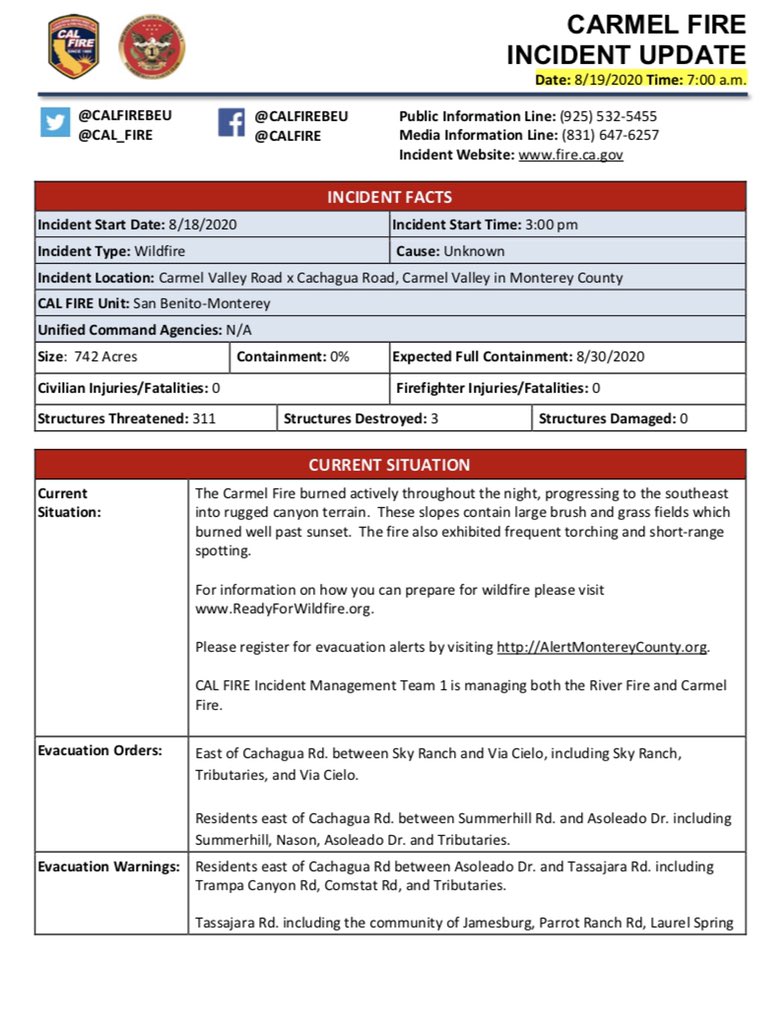 CAL
FIRE
SINCE 1885
CARMEL FIRE
INCIDENT UPDATE
Date: 8/19/2020 Time: 7:00 a.m.
@CALFIREBEU
@CAL_FIRE
@CALFIREBEU
@CALFIRE
Public Information Line: (925) 532-5455
Media Information Line: (831) 647-6257
Incident Website: www.fire.ca.gov
INCIDENT FACTS
Incident Start Date: 8/18/2020
Incident Start Time: 3:00 pm
Incident Type: Wildfire
Cause: Unknown
Incident Location: Carmel Valley Road x Cachagua Road, Carmel Valley in Monterey County
CAL FIRE Unit: San Benito-Monterey
Unified Command Agencies: N/A
Size: 742 Acres
Containment: 0%
Expected Full Containment: 8/30/2020
Civilian Injuries/Fatalities: 0
Firefighter Injuries/Fatalities: 0
Structures Threatened: 311
Structures Destroyed: 3
Structures Damaged: 0
CURRENT SITUATION
Current
Situation:
The Carmel Fire burned actively throughout the night, progressing to the southeast
into rugged canyon terrain. These slopes contain large brush and grass fields which
burned well past sunset. The fire also exhibited frequent torching and short-range
spotting.
For information on how you can prepare for wildfire please visit
www.ReadyForWildfire.org.
Please register for evacuation alerts by visiting http://AlertMontereyCounty.org.
CAL FIRE Incident Management Team 1 is managing both the River Fire and Carmel
Fire.
Evacuation Orders:
East of Cachagua Rd. between Sky Ranch and Via Cielo, including Sky Ranch,
Tributaries, and Via Cielo.
Residents east of Cachagua Rd. between Summerhill Rd. and Asoleado Dr. including
Summerhill, Nason, Asoleado Dr. and Tributaries.
Evacuation Warnings:
Residents east of Cachagua Rd between Asoleado Dr. and Tassajara Rd. including
Trampa Canyon Rd, Comstat Rd, and Tributaries.
Tassajara Rd. including the community of Jamesburg, Parrot Ranch Rd, Laurel Spring